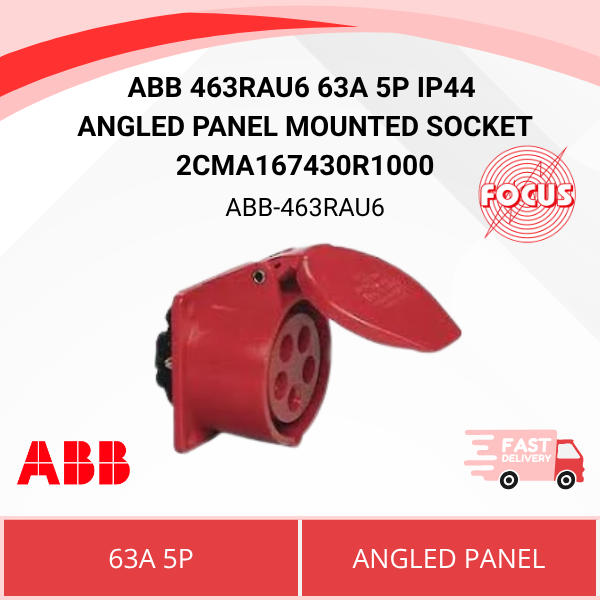 ABB 463RAU6 63A 5P IP44
ANGLED PANEL MOUNTED SOCKET
2CMA167430R1000
ABB-463RAU6
FOCUS
ABB
FAST
DELIVERY
63A 5P
ANGLED PANEL